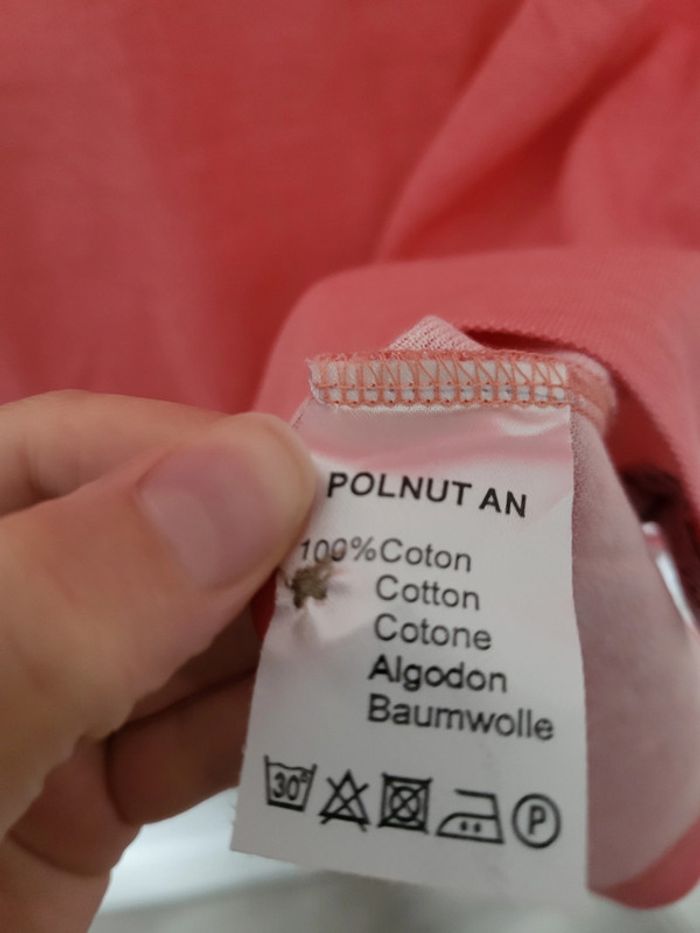 POLNUT AN
100% Coton
Cotton
Cotone
Algodon
Baumwolle
30°
P